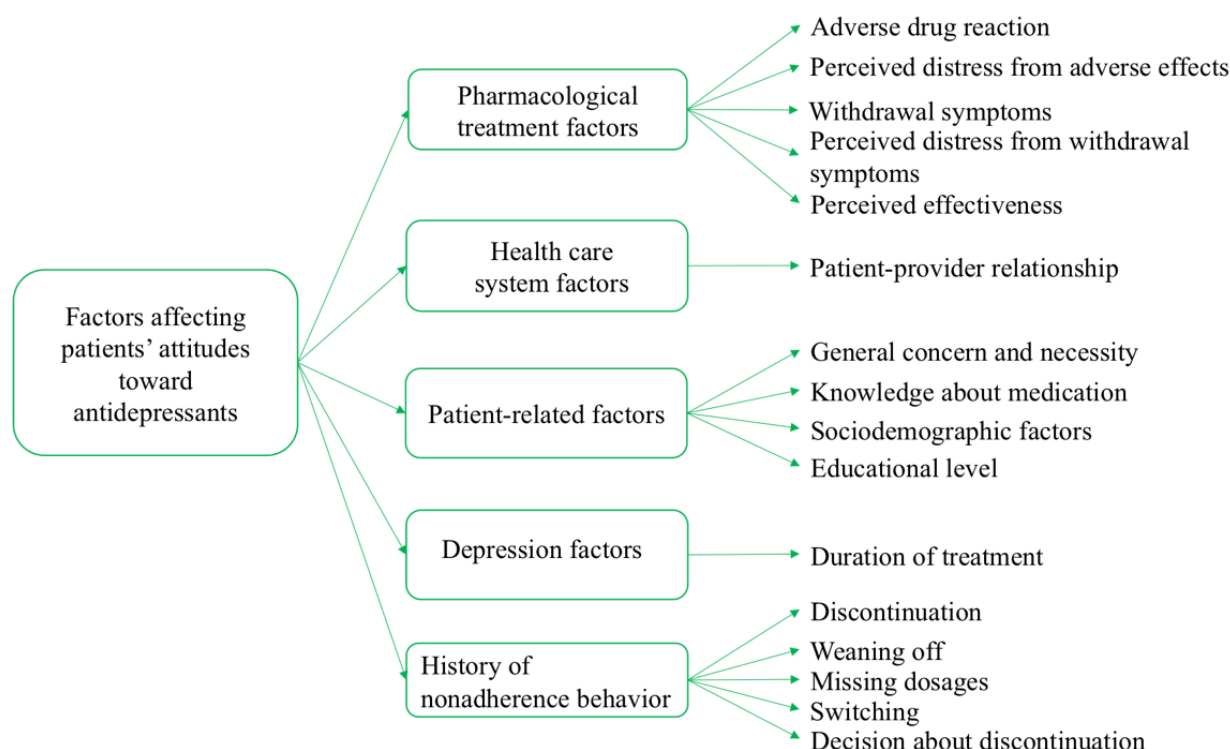 Adverse drug reaction
Perceived distress from adverse effects
Pharmacological
treatment factors
Withdrawal symptoms
Perceived distress from withdrawal
symptoms
Perceived effectiveness
Health care
system factors
Patient-provider relationship
Factors affecting
patients’ attitudes
toward
antidepressants
General concern and necessity
Knowledge about medication
Patient-related factors
Sociodemographic factors
Educational level
Depression factors
Duration of treatment
Discontinuation
Weaning off
History of
nonadherence behavior
Missing dosages
Switching
Decision about discontinuation